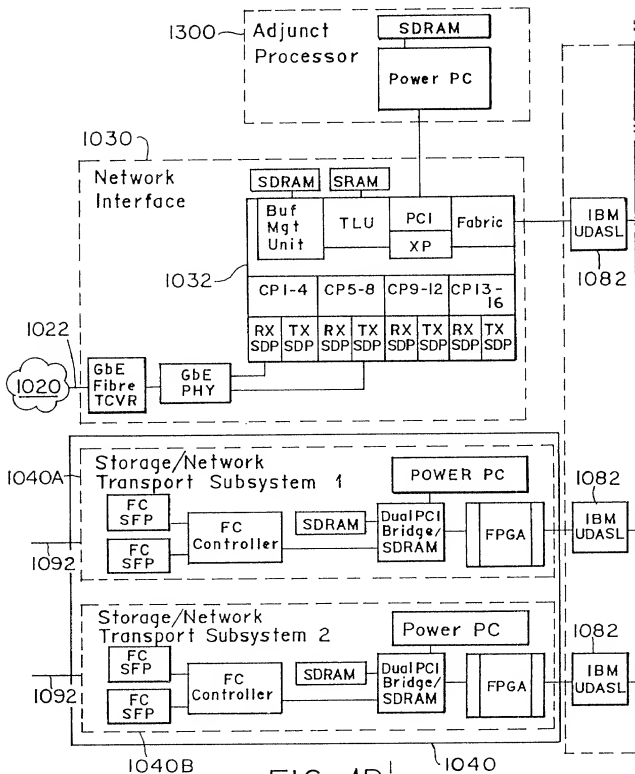 1300
Adjunct
Processor
SDRAM
Power PC
1030
Network
Interface
SDRAM
SRAM
Buf
Mgt
Unit
TLU
PCI
XP
Fabric
IBM
UDASL
1082
1032
CP1-4
CP5-8
CP9-12
CP13-
16
RX
SDP
TX
SDP
RX
SDP
TX
SDP
RX
SDP
TX
SDP
RX
SDP
TX
SDP
1022
1020
GbE
Fibre
TCVR
GbE
PHY
1040A
Storage/Network
Transport Subsystem 1
POWER PC
1082
FC
SFP
FC
SFP
FC
Controller
SDRAM
Dual PCI
Bridge/
SDRAM
FPGA
IBM
UDASL
1092
Storage/Network
Transport Subsystem 2
Power PC
1082
FC
SFP
FC
SFP
FC
Controller
SDRAM
Dual PCI
Bridge/
SDRAM
FPGA
IBM
UDASL
1092
1040B
1040